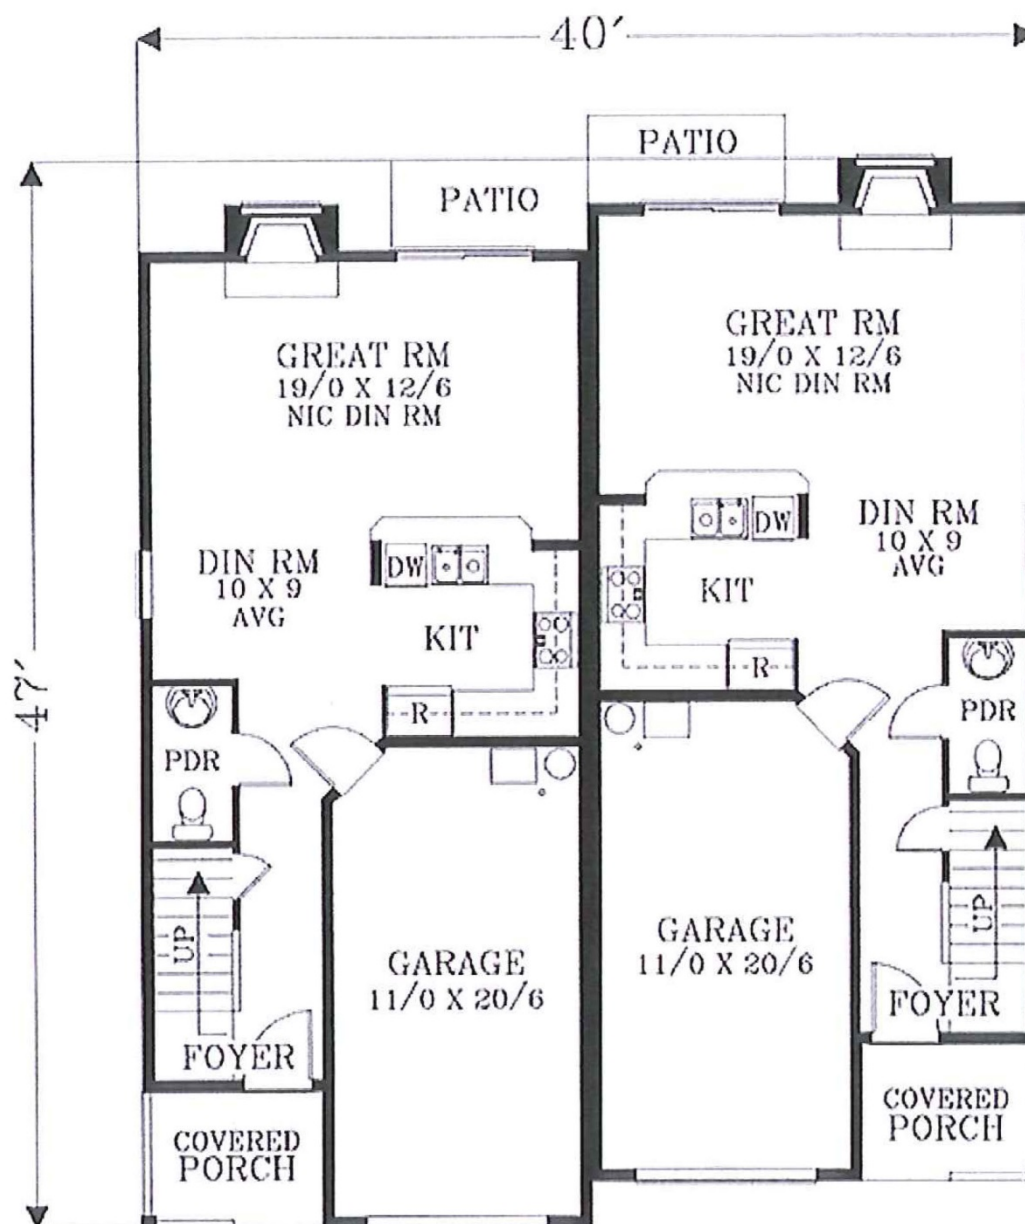 40'
PATIO
PATIO
GREAT RM
19/0 X 12/6
NIC DIN RM
GREAT RM
19/0 X 12/6
NIC DIN RM
DIN RM
10 X 9
AVG
DW
KIT
R
DW
KIT
R
DIN RM
10 X 9
AVG
47'
PDR
PDR
UP
FOYER
GARAGE
11/0 X 20/6
GARAGE
11/0 X 20/6
UP
FOYER
COVERED
PORCH
COVERED
PORCH